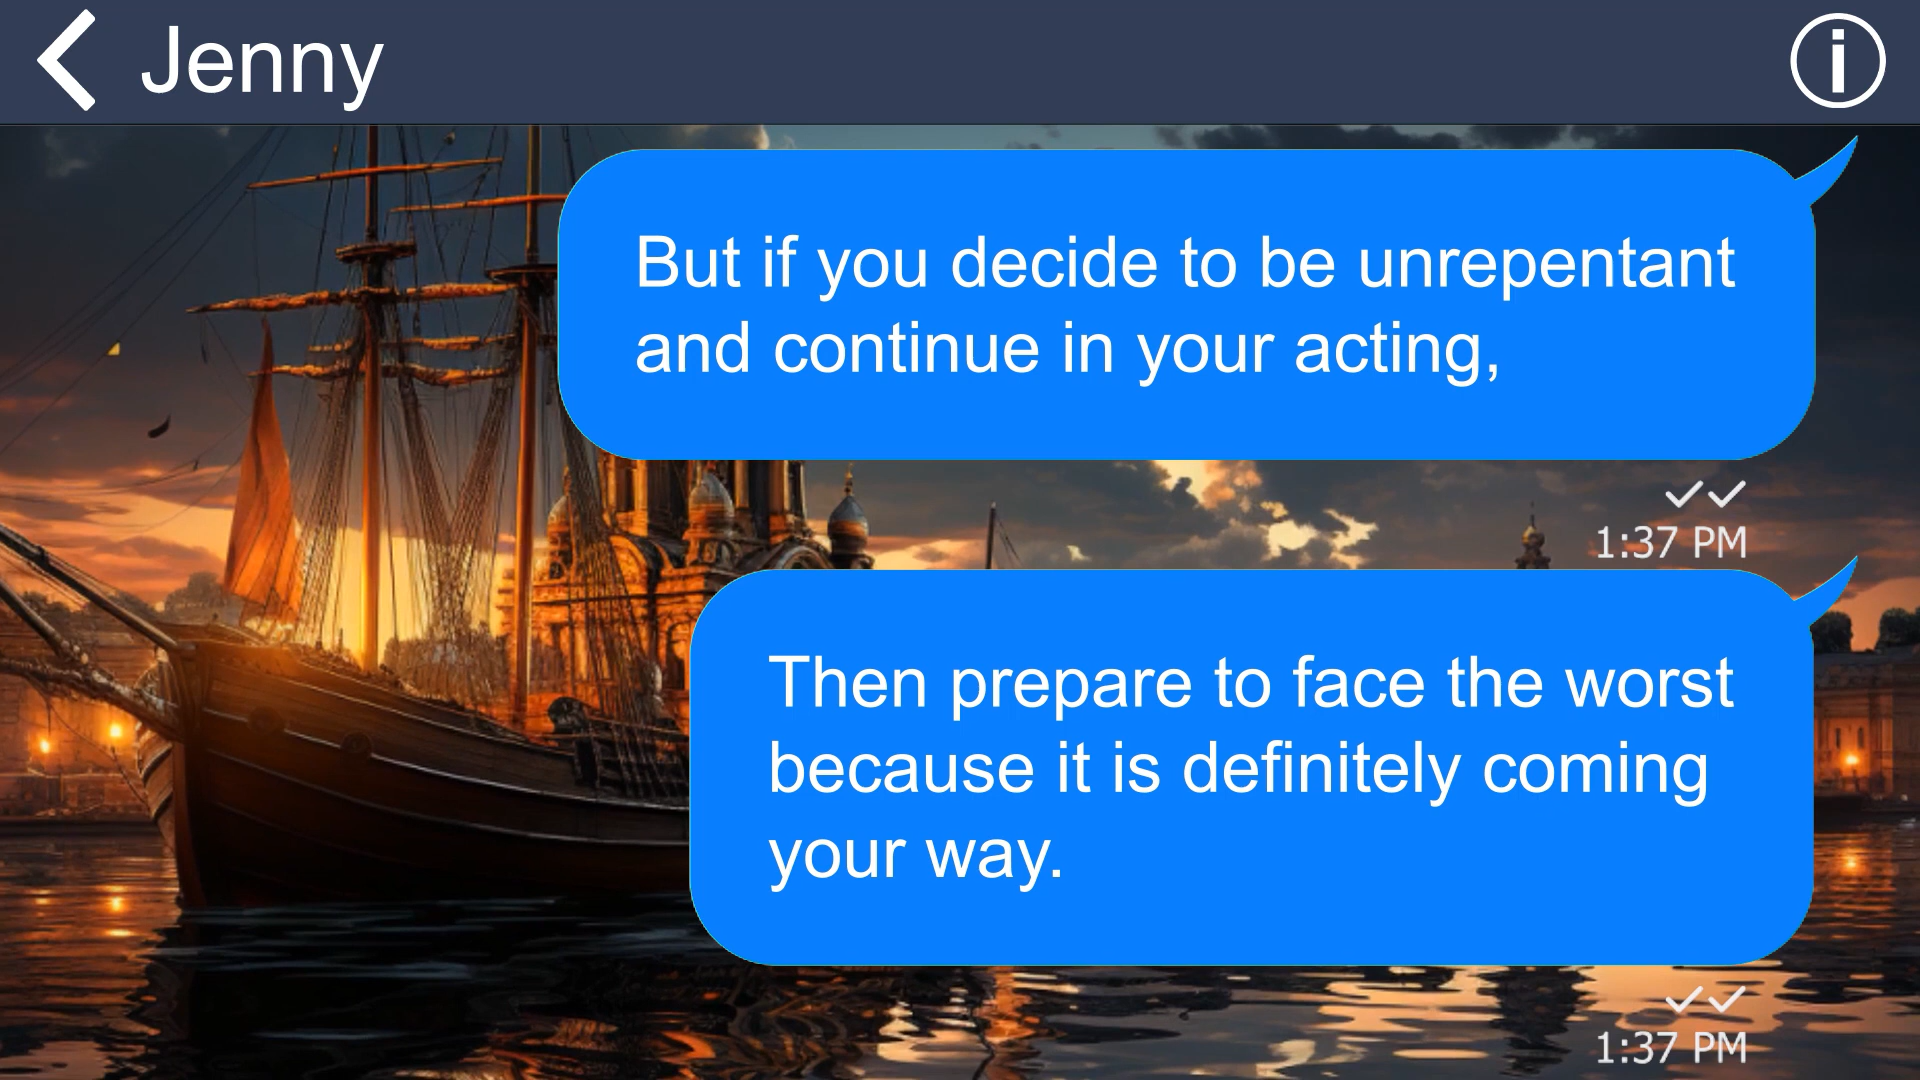 Jenny
But if you decide to be unrepentant
and continue in your acting,
1:37 PM
Then prepare to face the worst
because it is definitely coming
your way.
1:37 PM